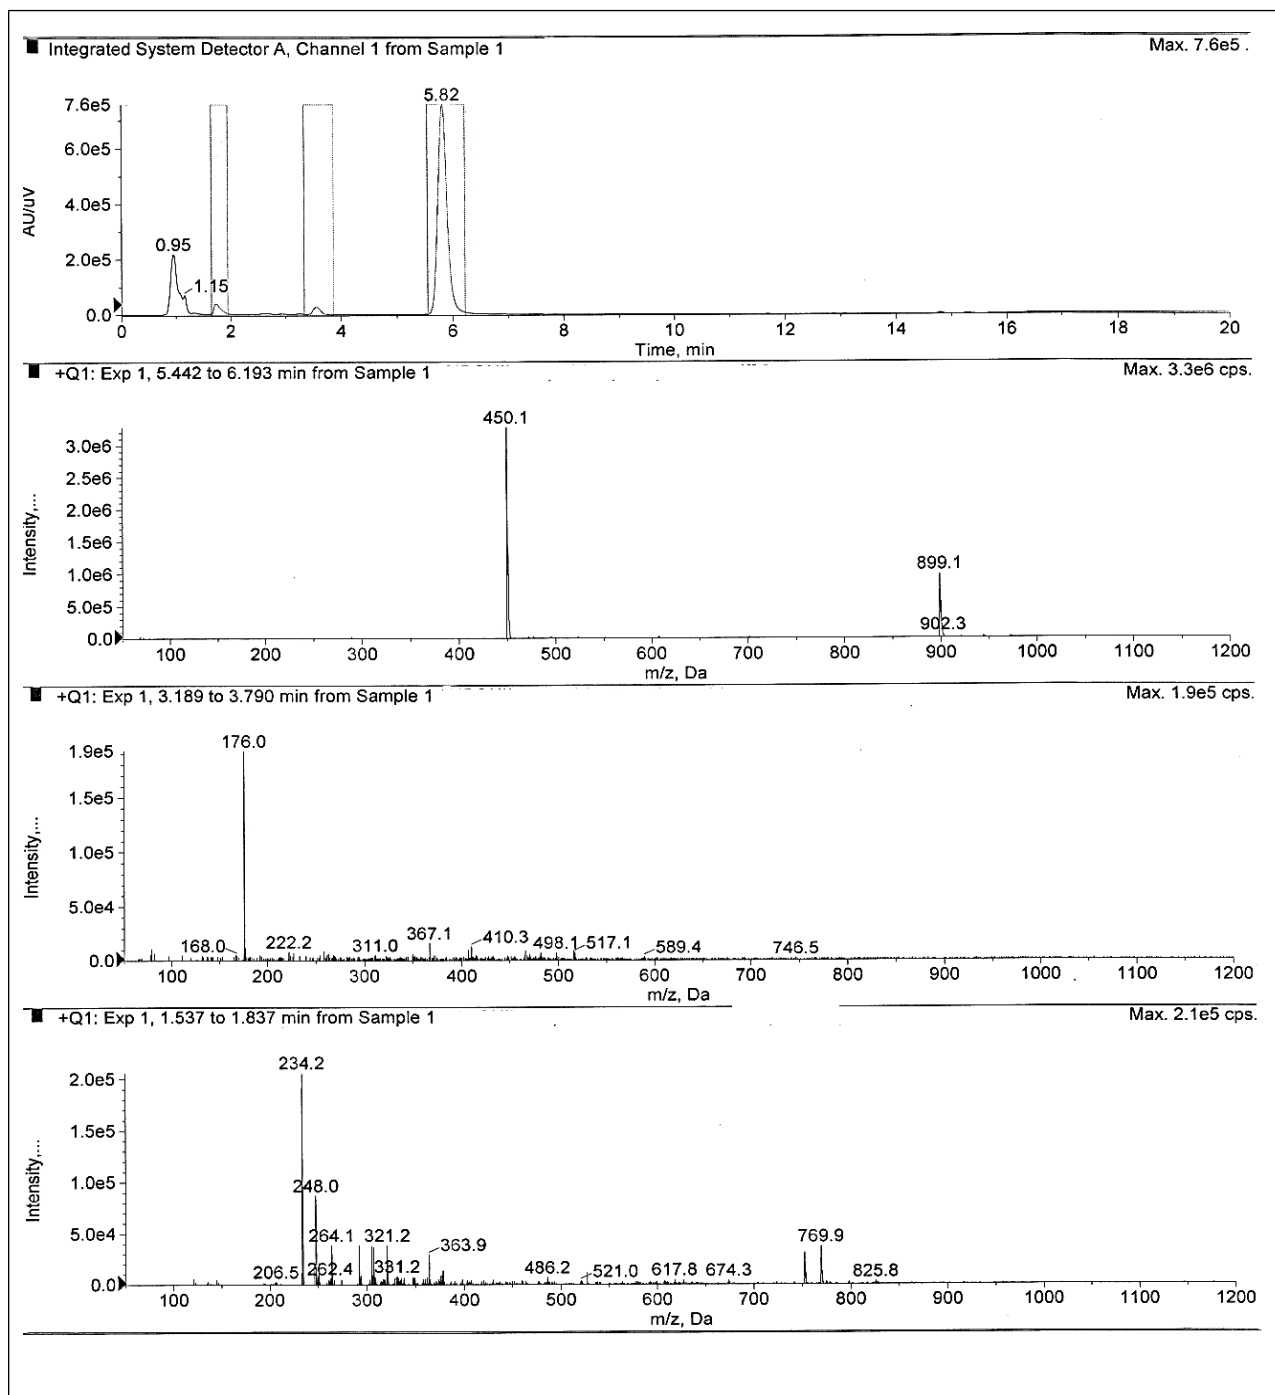 Integrated System Detector A, Channel 1 from Sample 1 Max. 7.6e5 .
5.82
7.6e5
6.0e5
4.0e5
2.0e5
0.0
AU/uV
0.95
1.15
0 2 4 6 8 10 12 14 16 18 20
Time, min
+Q1: Exp 1, 5.442 to 6.193 min from Sample 1 Max. 3.3e6 cps.
450.1
3.0e6
2.5e6
2.0e6
1.5e6
1.0e6
5.0e5
0.0
Intensity,...
899.1
902.3
100 200 300 400 500 600 700 800 900 1000 1100 1200
m/z, Da
+Q1: Exp 1, 3.189 to 3.790 min from Sample 1 Max. 1.9e5 cps.
176.0
1.9e5
1.5e5
1.0e5
5.0e4
0.0
Intensity,...
168.0 222.2 311.0 367.1 410.3 498.1 517.1 589.4 746.5
100 200 300 400 500 600 700 800 900 1000 1100 1200
m/z, Da
+Q1: Exp 1, 1.537 to 1.837 min from Sample 1 Max. 2.1e5 cps.
234.2
2.0e5
1.5e5
1.0e5
5.0e4
0.0
Intensity,...
248.0
264.1 321.2 363.9 769.9
206.5 262.4 331.2 486.2 521.0 617.8 674.3 825.8
100 200 300 400 500 600 700 800 900 1000 1100 1200
m/z, Da